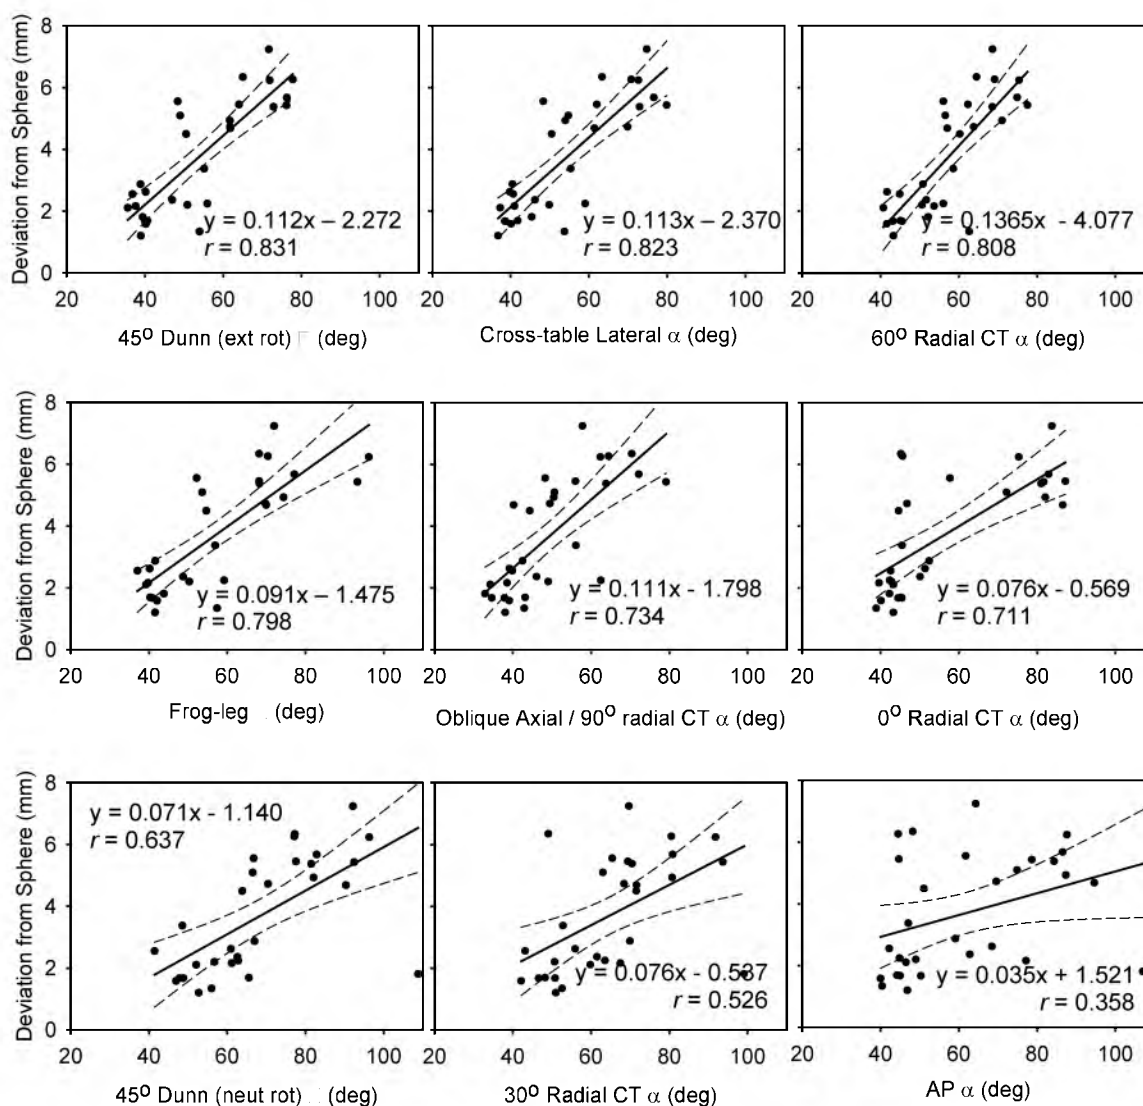 Deviation from Sphere (mm)
8
6
4
2
0
y = 0.112x – 2.272
r = 0.831
20 40 60 80 100
45º Dunn (ext rot) (deg)
y = 0.113x – 2.370
r = 0.823
20 40 60 80 100
Cross-table Lateral α (deg)
y = 0.1365x - 4.077
r = 0.808
20 40 60 80 100
60º Radial CT α (deg)
Deviation from Sphere (mm)
8
6
4
2
0
y = 0.091x – 1.475
r = 0.798
20 40 60 80 100
Frog-leg (deg)
y = 0.111x - 1.798
r = 0.734
20 40 60 80 100
Oblique Axial / 90º radial CT α (deg)
y = 0.076x - 0.569
r = 0.711
20 40 60 80 100
0º Radial CT α (deg)
Deviation from Sphere (mm)
8
6
4
2
0
y = 0.071x - 1.140
r = 0.637
20 40 60 80 100
45º Dunn (neut rot) (deg)
y = 0.076x - 0.537
r = 0.526
20 40 60 80 100
30º Radial CT α (deg)
y = 0.035x + 1.521
r = 0.358
20 40 60 80 100
AP α (deg)